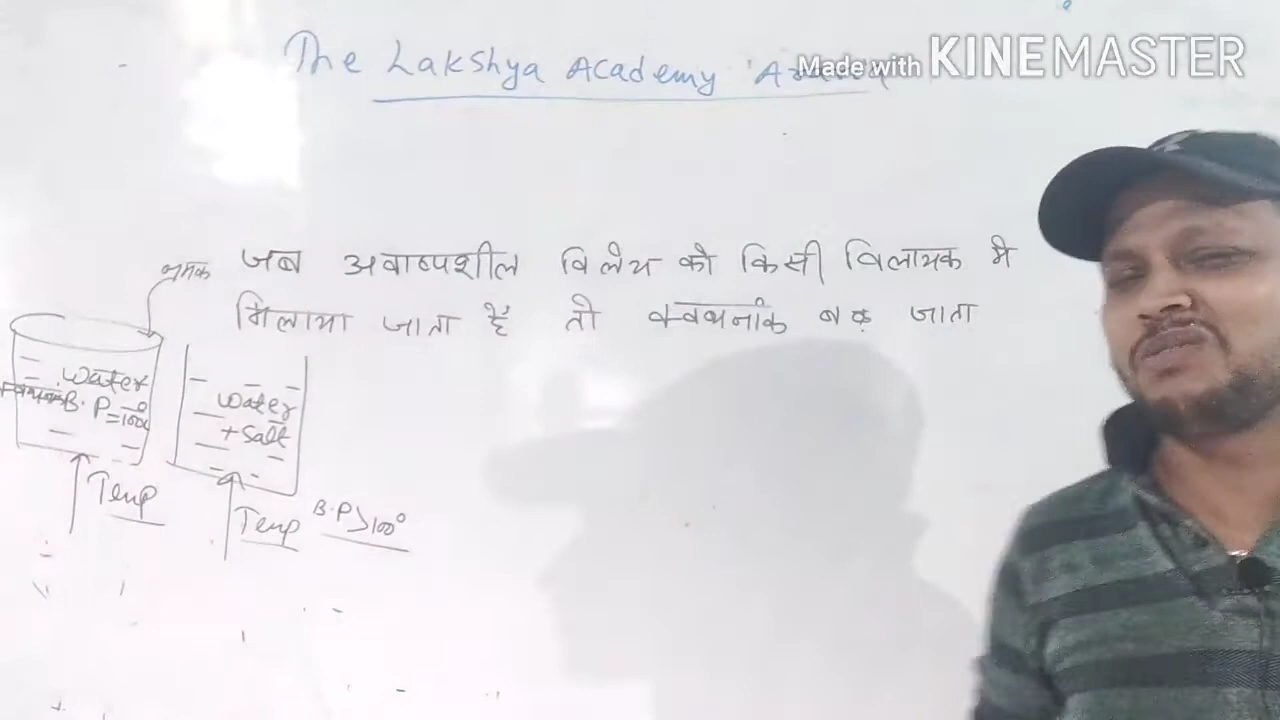 The Lakshya Academy
Made with KINEMASTER
नमक
जब अवाष्पशील विलेय को किसी विलायक मे
मिलाया जाता है तो क्वथनांक बढ़ जाता
water
B.P=100
Temp
water
+ Salt
Temp
B.P>100°